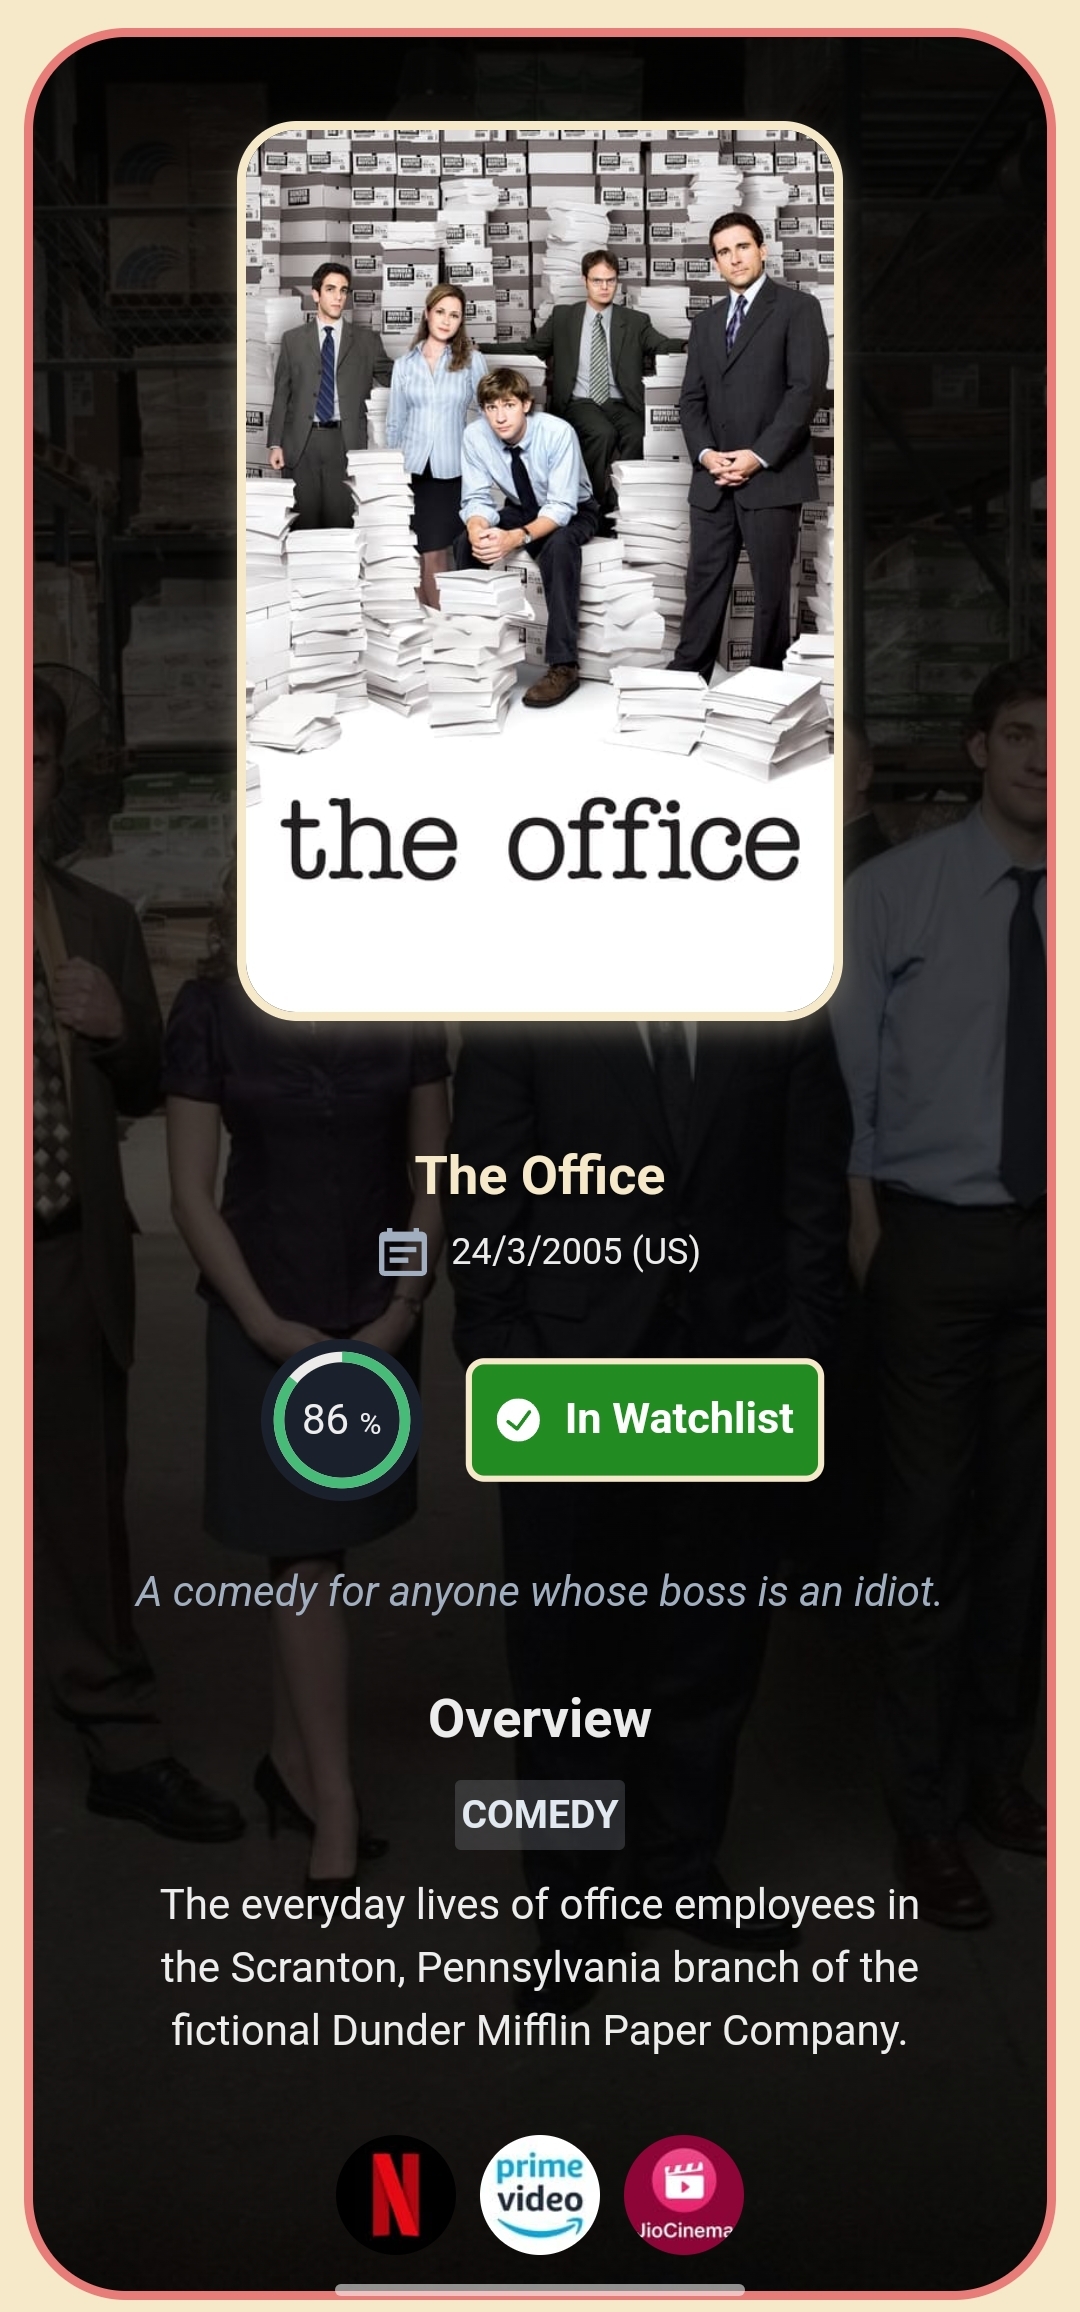 the office
The Office
24/3/2005 (US)
86 %
In Watchlist
A comedy for anyone whose boss is an idiot.
Overview
COMEDY
The everyday lives of office employees in
the Scranton, Pennsylvania branch of the
fictional Dunder Mifflin Paper Company.
N
prime
video
JioCinema